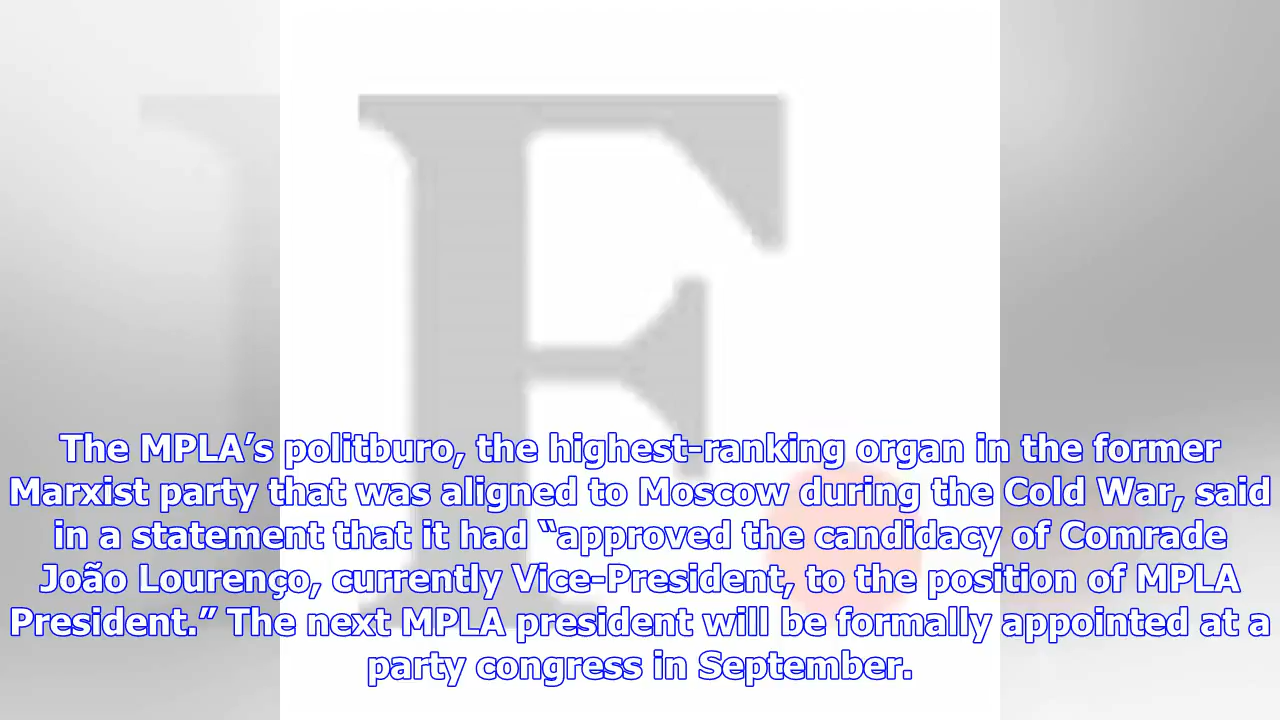 F
The MPLA’s politburo, the highest-ranking organ in the former
Marxist party that was aligned to Moscow during the Cold War, said
in a statement that it had “approved the candidacy of Comrade
João Lourenço, currently Vice-President, to the position of MPLA
President.” The next MPLA president will be formally appointed at a
party congress in September.